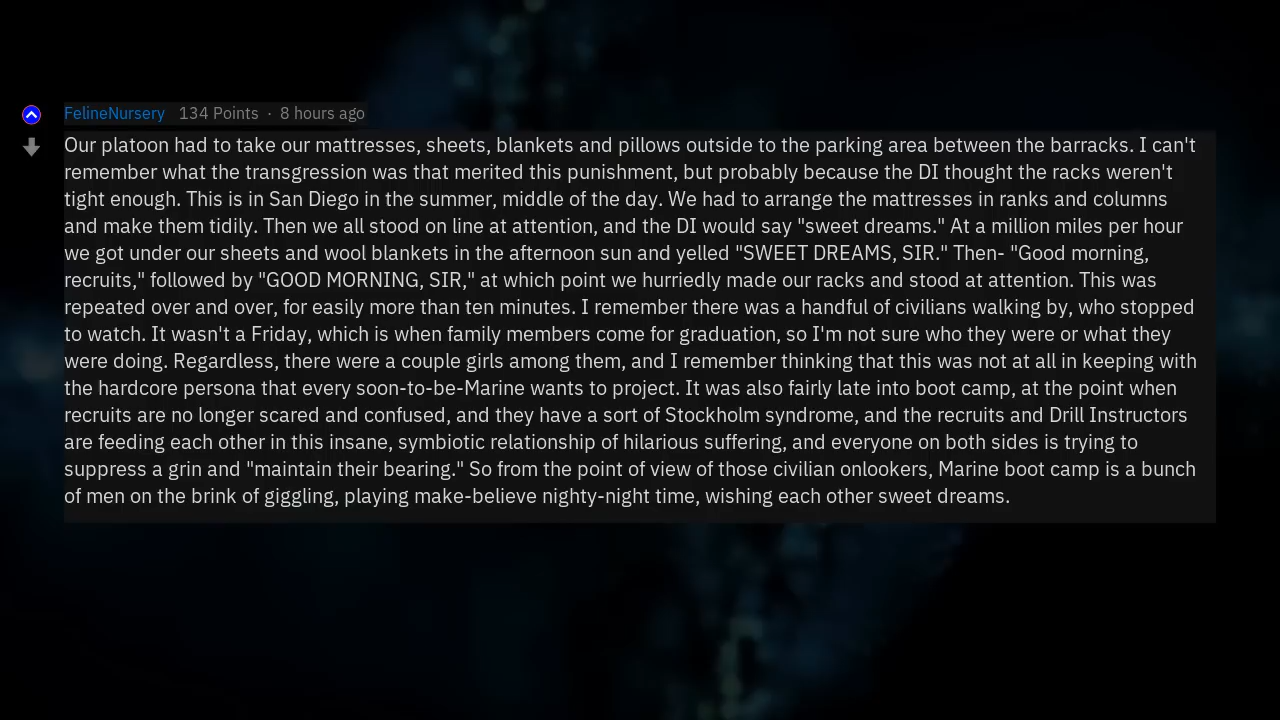 FelineNursery 134 Points · 8 hours ago
Our platoon had to take our mattresses, sheets, blankets and pillows outside to the parking area between the barracks. I can't
remember what the transgression was that merited this punishment, but probably because the DI thought the racks weren't
tight enough. This is in San Diego in the summer, middle of the day. We had to arrange the mattresses in ranks and columns
and make them tidily. Then we all stood on line at attention, and the DI would say "sweet dreams." At a million miles per hour
we got under our sheets and wool blankets in the afternoon sun and yelled "SWEET DREAMS, SIR." Then- "Good morning,
recruits," followed by "GOOD MORNING, SIR," at which point we hurriedly made our racks and stood at attention. This was
repeated over and over, for easily more than ten minutes. I remember there was a handful of civilians walking by, who stopped
to watch. It wasn't a Friday, which is when family members come for graduation, so I'm not sure who they were or what they
were doing. Regardless, there were a couple girls among them, and I remember thinking that this was not at all in keeping with
the hardcore persona that every soon-to-be-Marine wants to project. It was also fairly late into boot camp, at the point when
recruits are no longer scared and confused, and they have a sort of Stockholm syndrome, and the recruits and Drill Instructors
are feeding each other in this insane, symbiotic relationship of hilarious suffering, and everyone on both sides is trying to
suppress a grin and "maintain their bearing." So from the point of view of those civilian onlookers, Marine boot camp is a bunch
of men on the brink of giggling, playing make-believe nighty-night time, wishing each other sweet dreams.